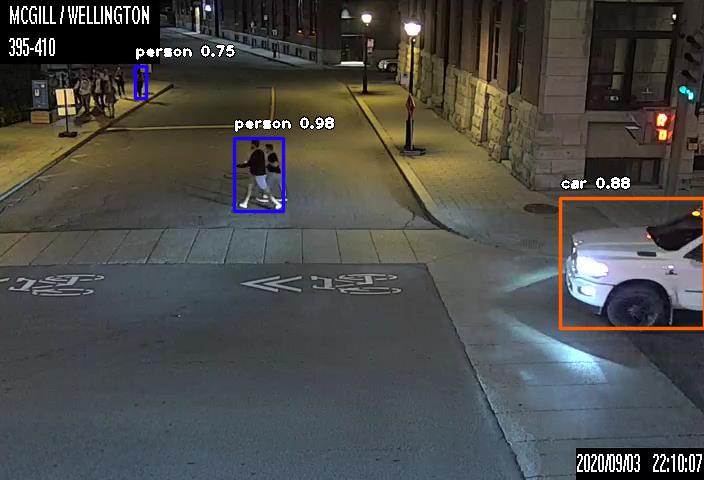 MCGILL / WELLINGTON
395-410
person 0.75
person 0.98
car 0.88
2020/09/03 22:10:07